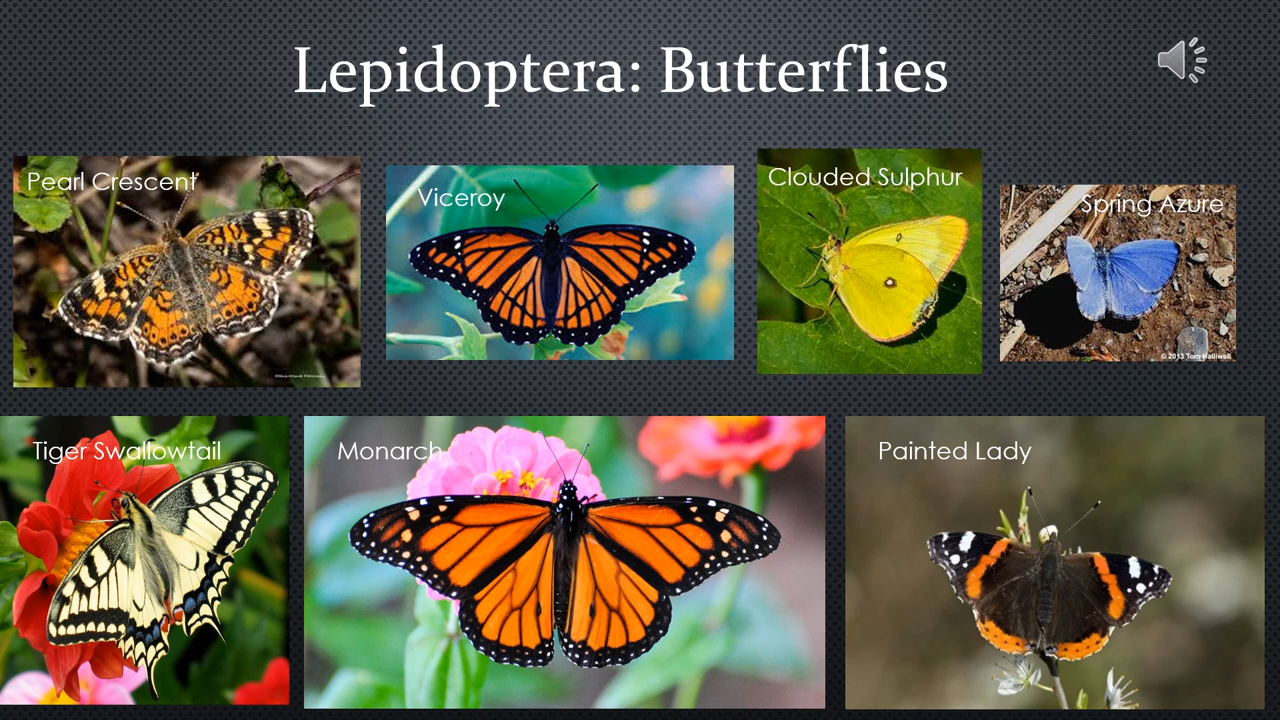 Lepidoptera: Butterflies
Pearl Crescent
Viceroy
Clouded Sulphur
Spring Azure
© 2013 Tom Halliwell
Tiger Swallowtail
Monarch
Painted Lady